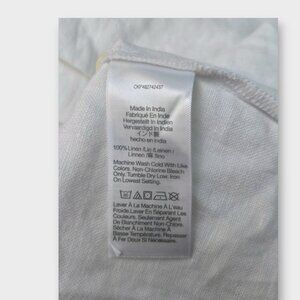 Made In India
Fabriqué En Inde
Hergestellt In Indien
Vervaardigd In India
インド製
hecho en india
100% Linen/Lin/Leinen/
Linnen/麻/lino
Machine Wash Cold With Like
Colors. Non-Chlorine Bleach
Only. Tumble Dry Low. Iron
On Lowest Setting.
Laver À La Machine À L'eau
Froide.Laver En Séparant Les
Couleurs. Seulement Agent
De Blanchiment Non-Chlore.
Sécher À La Machine À
Basse Température. Repasser
À Fer Doux Si Nécessaire.